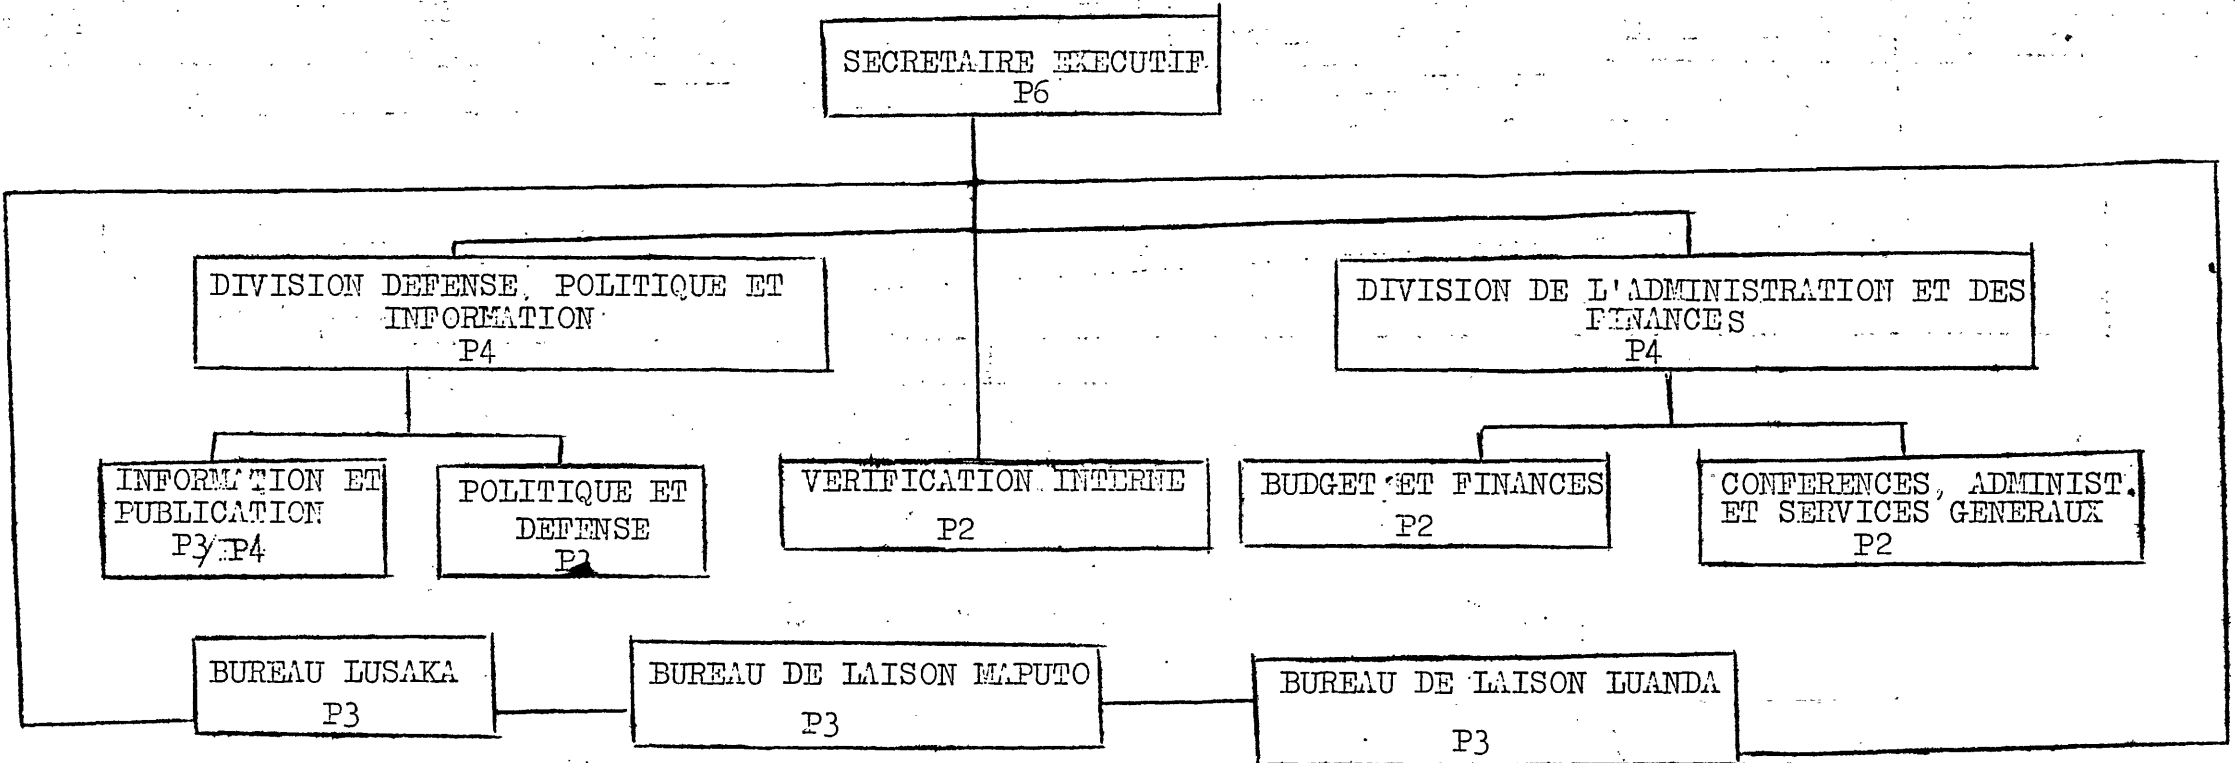 SECRETAIRE EXECUTIF
P6
DIVISION DEFENSE, POLITIQUE ET
INFORMATION
P4
DIVISION DE L'ADMINISTRATION ET DES
FINANCES
P4
INFORMATION ET
PUBLICATION
P3/P4
POLITIQUE ET
DEFENSE
VERIFICATION INTERNE
P2
BUDGET ET FINANCES
P2
CONFERENCES, ADMINIST.
ET SERVICES GENERAUX
P2
BUREAU LUSAKA
P3
BUREAU DE LAISON MAPUTO
P3
BUREAU DE LAISON LUANDA
P3